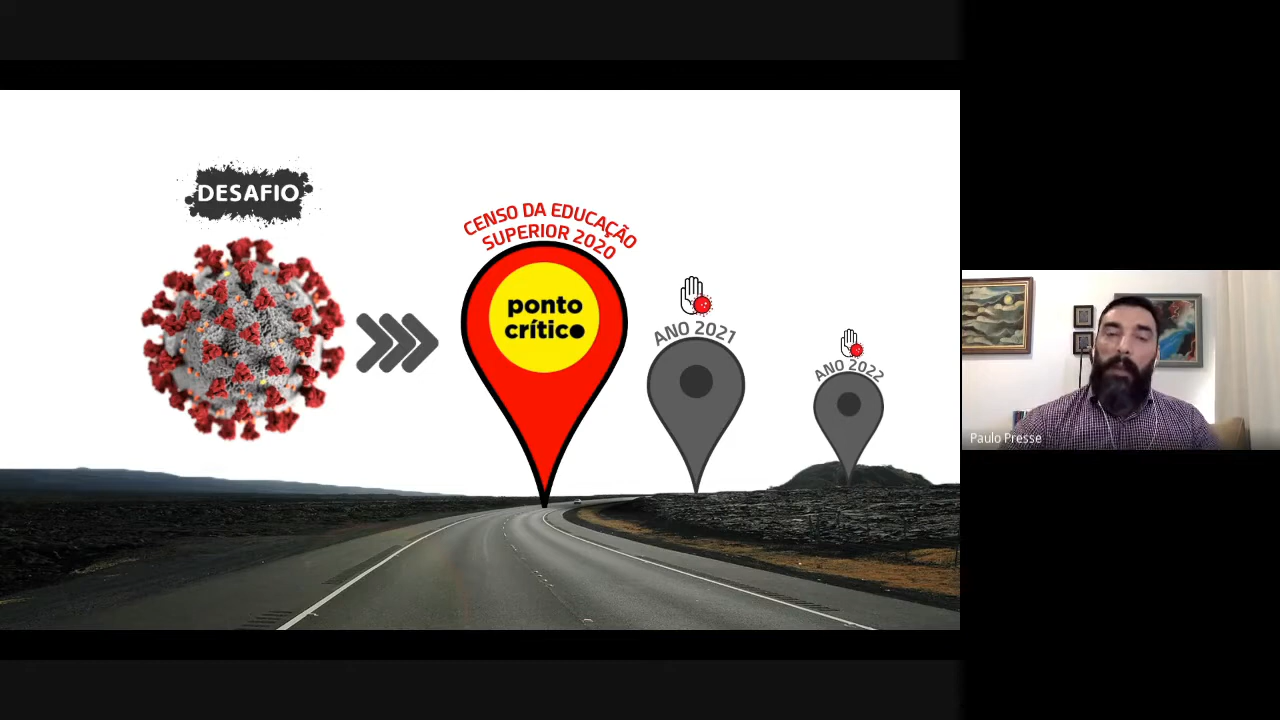 DESAFIO
CENSO DA EDUCAÇÃO
SUPERIOR 2020
ponto
crítico
ANO 2021
ANO 2022
Paulo Presse